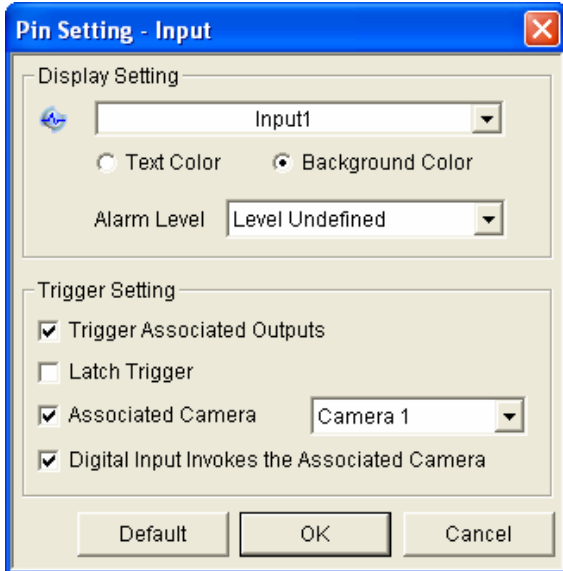 Pin Setting - Input
Display Setting
Input1
Text Color Background Color
Alarm Level Level Undefined
Trigger Setting
Trigger Associated Outputs
Latch Trigger
Associated Camera Camera 1
Digital Input Invokes the Associated Camera
Default OK Cancel